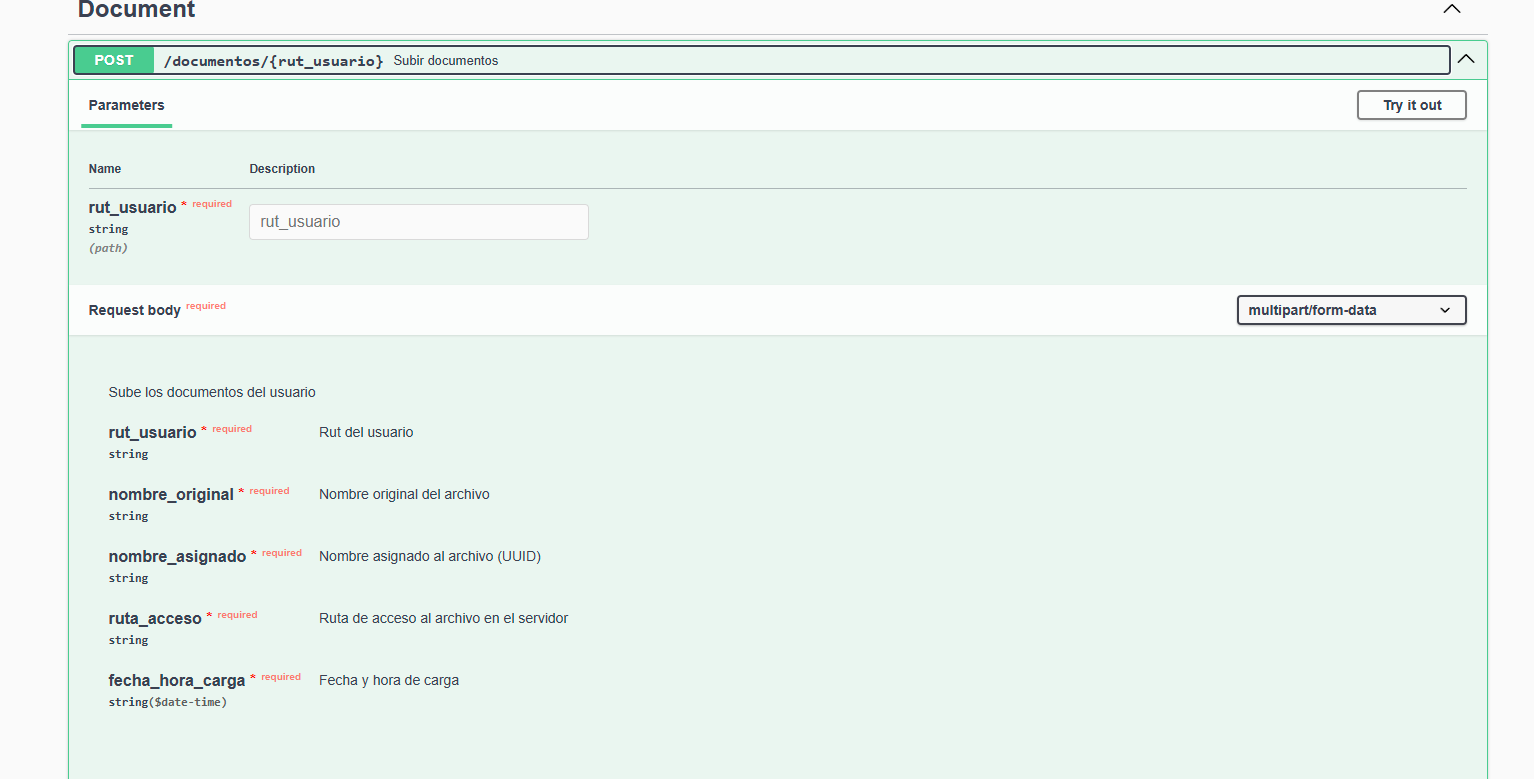 Document
POST /documentos/{rut_usuario} Subir documentos
Parameters
Try it out
Name Description
rut_usuario * required
string
(path)
rut_usuario
Request body required
multipart/form-data
Sube los documentos del usuario
rut_usuario * required
string
Rut del usuario
nombre_original * required
string
Nombre original del archivo
nombre_asignado * required
string
Nombre asignado al archivo (UUID)
ruta_acceso * required
string
Ruta de acceso al archivo en el servidor
fecha_hora_carga * required
string($date-time)
Fecha y hora de carga